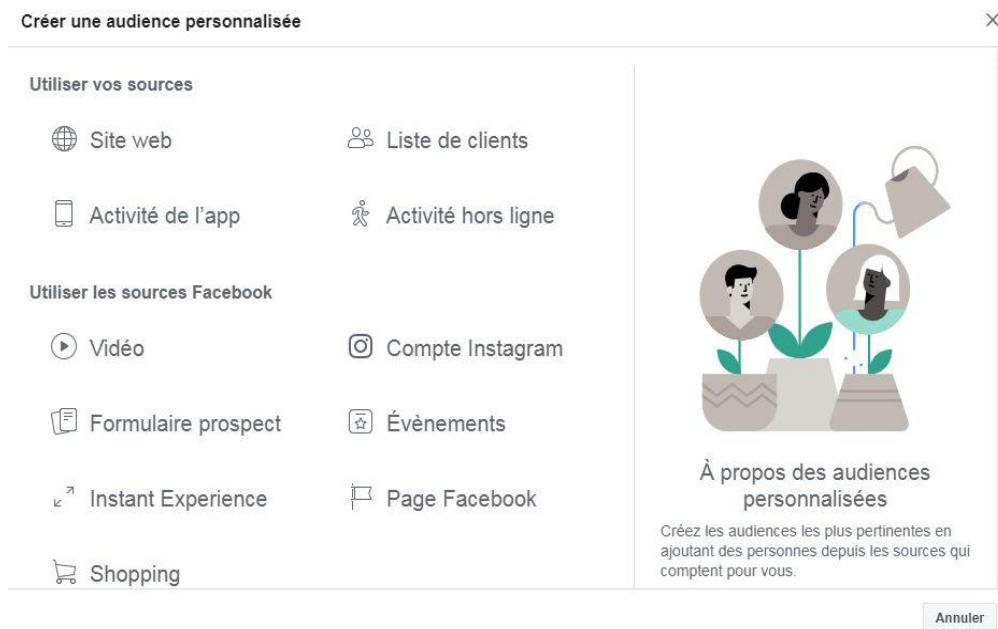 Créer une audience personnalisée
Utiliser vos sources
Site web
Liste de clients
Activité de l'app
Activité hors ligne
Utiliser les sources Facebook
Vidéo
Compte Instagram
Formulaire prospect
Évènements
Instant Experience
Page Facebook
Shopping
À propos des audiences
personnalisées
Créez les audiences les plus pertinentes en
ajoutant des personnes depuis les sources qui
comptent pour vous.
Annuler